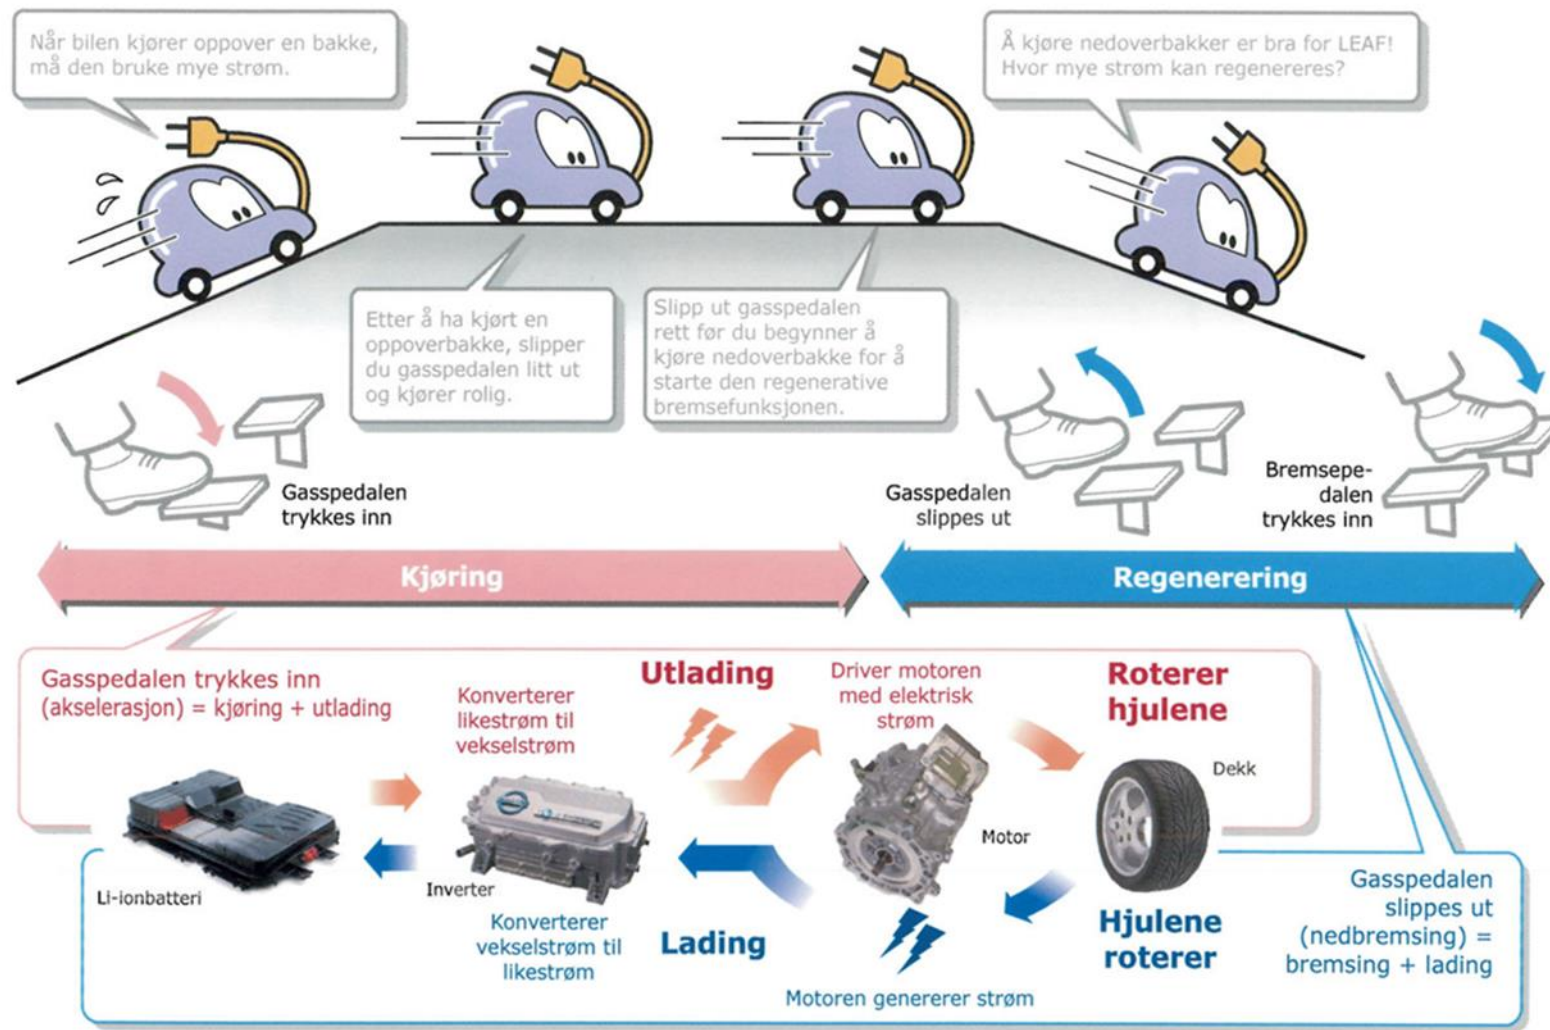 Når bilen kjører oppover en bakke,
må den bruke mye strøm.
Å kjøre nedoverbakker er bra for LEAF!
Hvor mye strøm kan regenereres?
Etter å ha kjørt en
oppoverbakke, slipper
du gasspedalen litt ut
og kjører rolig.
Slipp ut gasspedalen
rett før du begynner å
kjøre nedoverbakke for å
starte den regenerative
bremsefunksjonen.
Gasspedalen
trykkes inn
Gasspedalen
slippes ut
Bremsepe-
dalen
trykkes inn
Kjøring
Regenerering
Gasspedalen trykkes inn
(akselerasjon) = kjøring + utlading
Konverterer
likestrøm til
vekselstrøm
Utlading
Driver motoren
med elektrisk
strøm
Roterer
hjulene
Dekk
Motor
Li-ionbatteri
Inverter
Konverterer
vekselstrøm til
likestrøm
Lading
Motoren genererer strøm
Hjulene
roterer
Gasspedalen
slippes ut
(nedbremsing) =
bremsing + lading